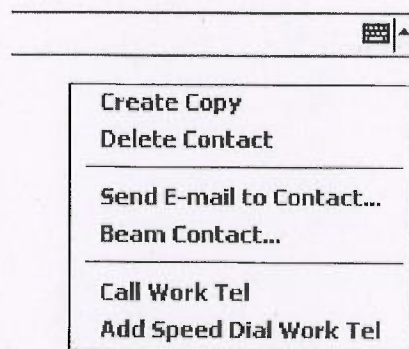 Create Copy
Delete Contact
Send E-mail to Contact...
Beam Contact...
Call Work Tel
Add Speed Dial Work Tel